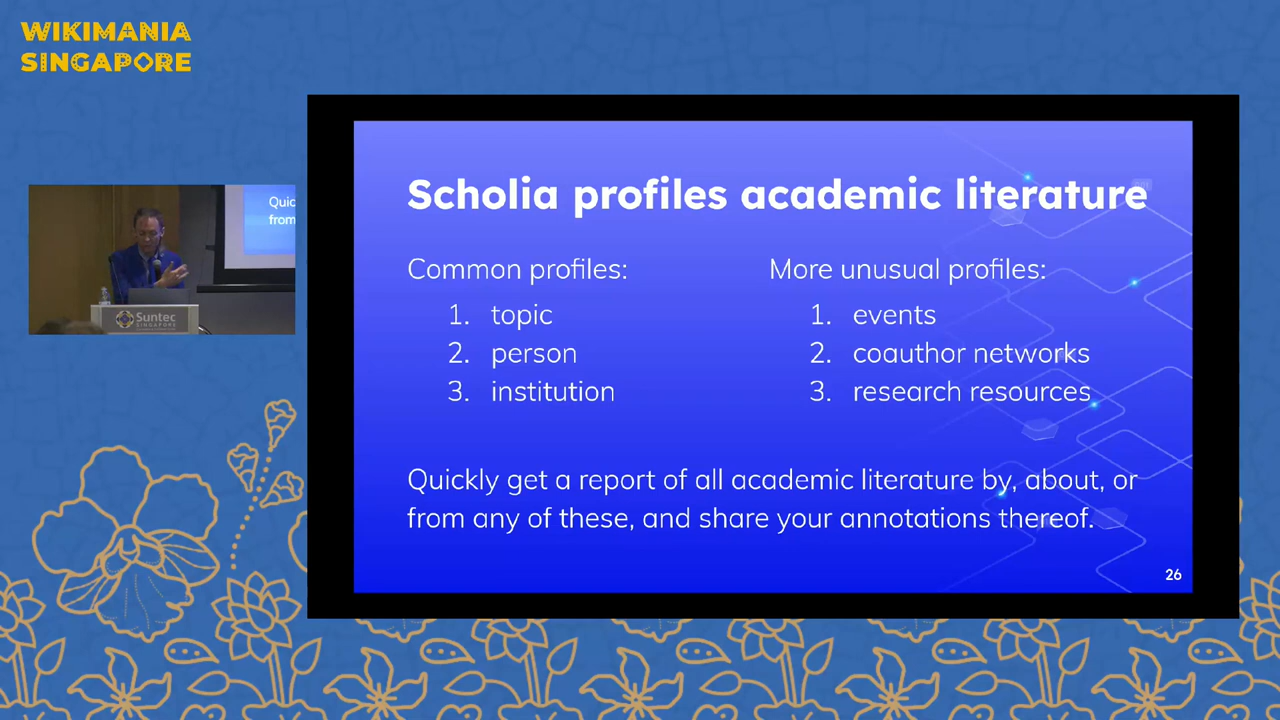 WIKIMANIA
SINGAPORE
Quic
from
Suntec
SINGAPORE
Scholia profiles academic literature
Common profiles:
1. topic
2. person
3. institution
More unusual profiles:
1. events
2. coauthor networks
3. research resources
Quickly get a report of all academic literature by, about, or
from any of these, and share your annotations thereof.
26